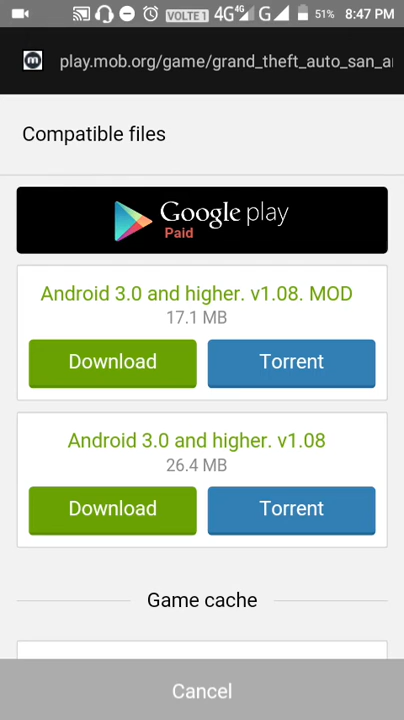 VOLTE 1 4G 4G G 51% 8:47 PM
m play.mob.org/game/grand_theft_auto_san_a
Compatible files
Google play
Paid
Android 3.0 and higher. v1.08. MOD
17.1 MB
Download Torrent
Android 3.0 and higher. v1.08
26.4 MB
Download Torrent
Game cache
Cancel